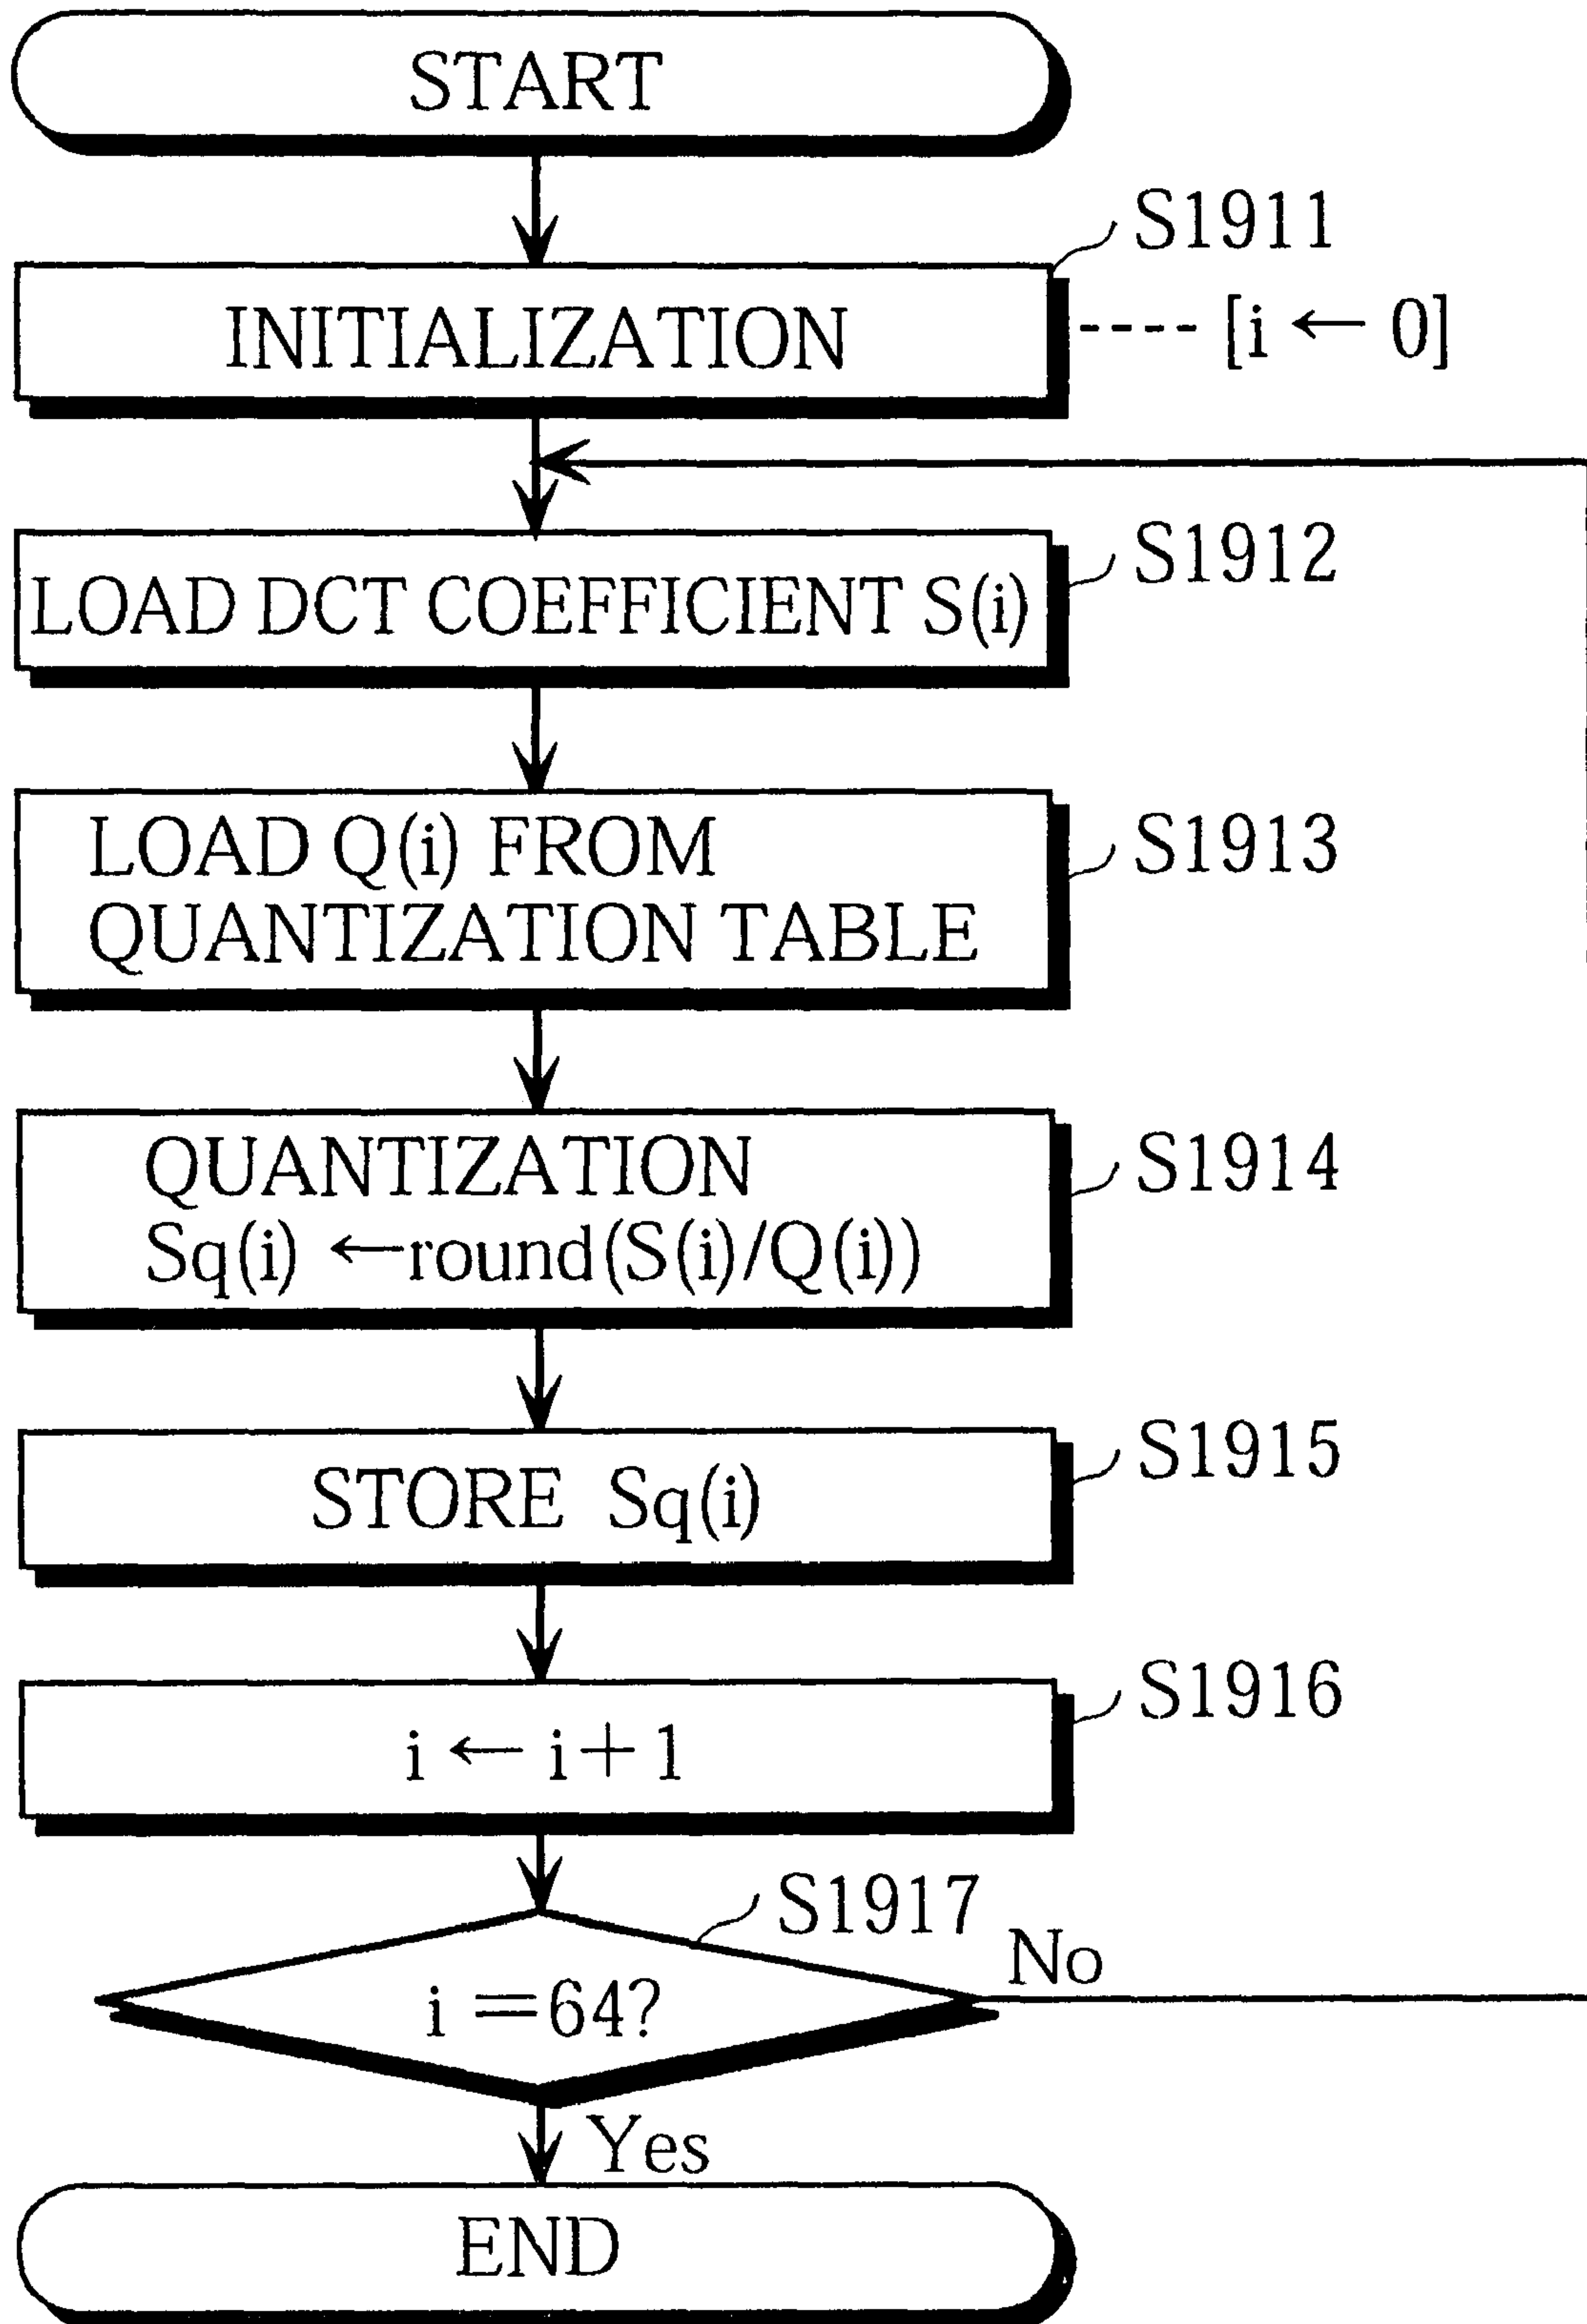 START
S1911
INITIALIZATION
[i ← 0]
S1912
LOAD DCT COEFFICIENT S(i)
S1913
LOAD Q(i) FROM
QUANTIZATION TABLE
S1914
QUANTIZATION
Sq(i) ←round(S(i)/Q(i))
S1915
STORE Sq(i)
S1916
i ← i+1
S1917
i =64?
No
Yes
END